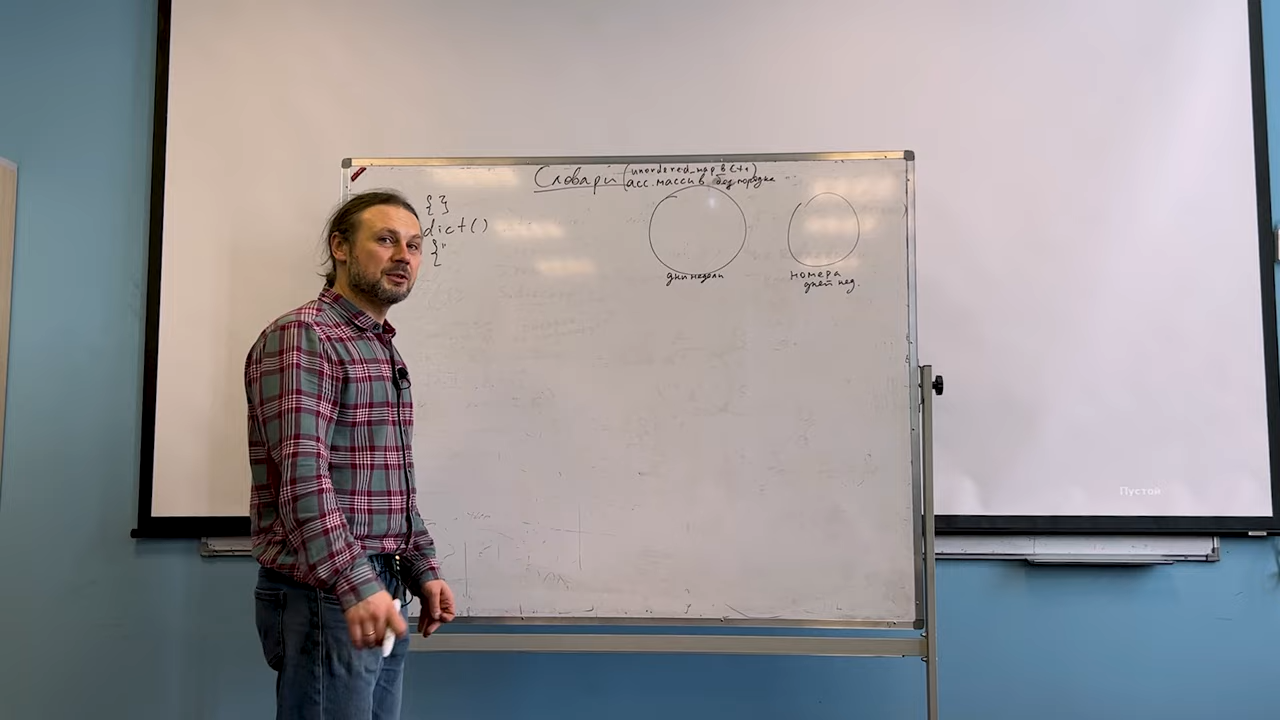 Словари (unordered_map в C++)
асс. массив без порядка
{ }
dict()
{"
дни недели
номера
дней нед.
Пустой